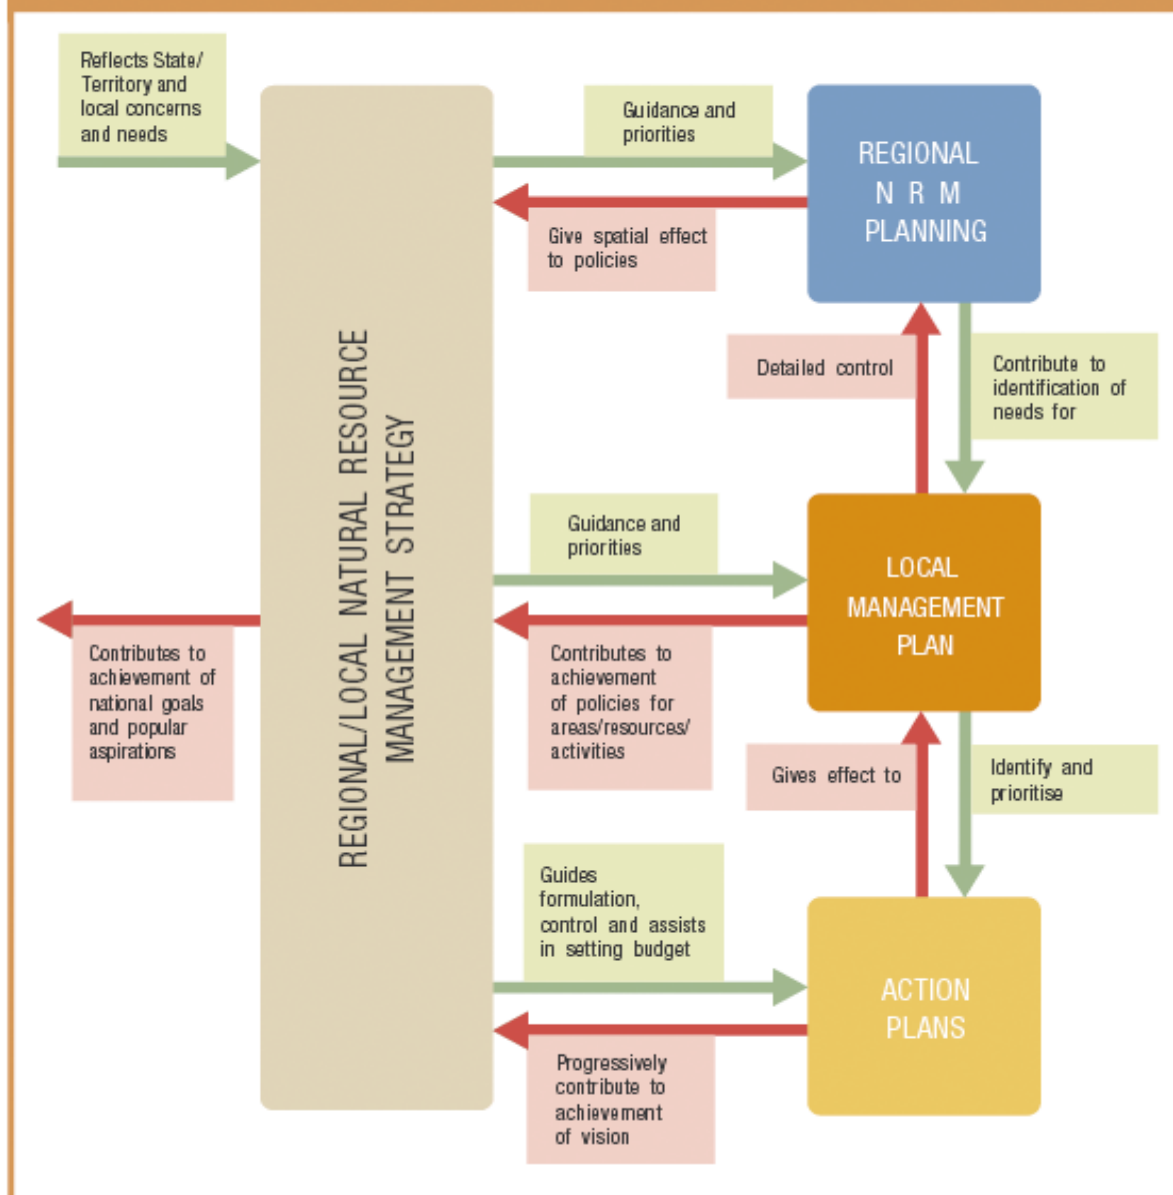 Reflects State/
Territory and
local concerns
and needs
Guidance and
priorities
REGIONAL
N R M
PLANNING
Give spatial effect
to policies
Detailed control
Contribute to
identification of
needs for
REGIONAL/LOCAL NATURAL RESOURCE
MANAGEMENT STRATEGY
Guidance and
priorities
LOCAL
MANAGEMENT
PLAN
Contributes to
achievement of
national goals
and popular
aspirations
Contributes to
achievement
of policies for
areas/resources/
activities
Gives effect to
Identify and
prioritise
Guides
formulation,
control and assists
in setting budget
ACTION
PLANS
Progressively
contribute to
achievement
of vision